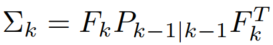 Σ_k = F_k P_{k−1|k−1} F_k^T